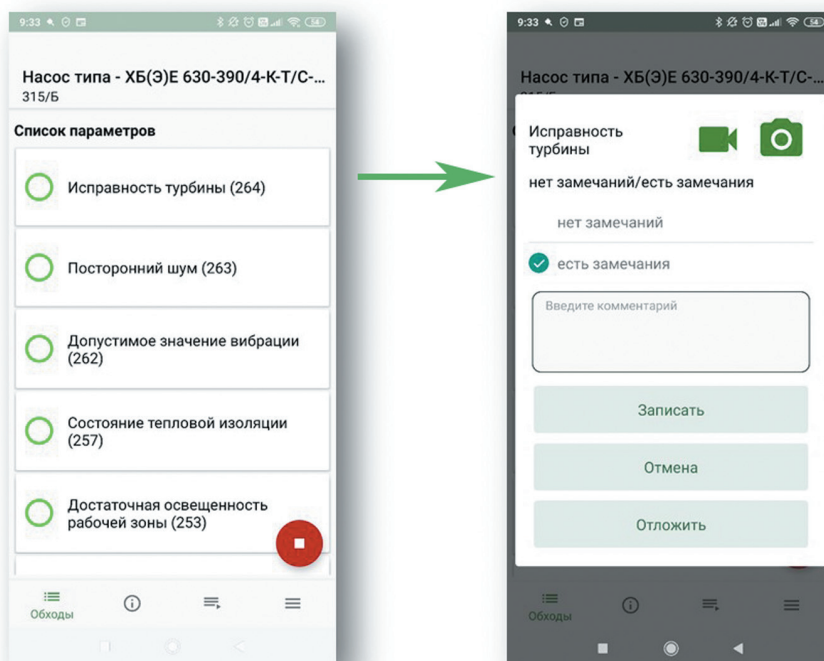 9:33
54
Насос типа - ХБ(Э)Е 630-390/4-К-Т/С-...
315/Б
Список параметров
Исправность турбины (264)
Посторонний шум (263)
Допустимое значение вибрации
(262)
Состояние тепловой изоляции
(257)
Достаточная освещенность
рабочей зоны (253)
Обходы
9:33
54
Насос типа - ХБ(Э)Е 630-390/4-К-Т/С-...
Исправность
турбины
нет замечаний/есть замечания
нет замечаний
есть замечания
Введите комментарий
Записать
Отмена
Отложить
Обходы